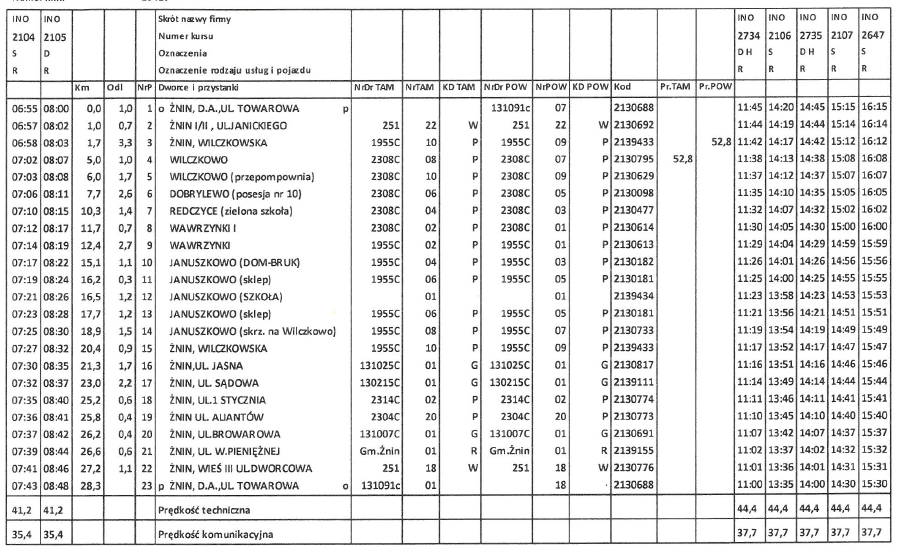 INO INO Skrót nazwy firmy INO INO INO INO INO
2104 2105 Numer kursu 2734 2106 2735 2107 2647
S D Oznaczenia D H S D H S S
R R Oznaczenie rodzaju usług i pojazdu R R R R R
Km Odl NrP Dworce i przystanki NrDr TAM NrTAM KD TAM NrDr POW NrPOW KD POW Kod Pr.TAM Pr.POW
06:55 08:00 0,0 1,0 1 o ŻNIN, D.A.,UL TOWAROWA p 131091c 07 2130688 11:45 14:20 14:45 15:15 16:15
06:57 08:02 1,0 0,7 2 ŻNIN I/II , UL.JANICKIEGO 251 22 W 251 22 W 2130692 11:44 14:19 14:44 15:14 16:14
06:58 08:03 1,7 3,3 3 ŻNIN, WILCZKOWSKA 1955C 10 P 1955C 09 P 2139433 52,8 11:42 14:17 14:42 15:12 16:12
07:02 08:07 5,0 1,0 4 WILCZKOWO 2308C 08 P 2308C 07 P 2130795 52,8 11:38 14:13 14:38 15:08 16:08
07:03 08:08 6,0 1,7 5 WILCZKOWO (przepompownia) 2308C 10 P 2308C 09 P 2130629 11:37 14:12 14:37 15:07 16:07
07:06 08:11 7,7 2,6 6 DOBRYLEWO (posesja nr 10) 2308C 06 P 2308C 05 P 2130098 11:35 14:10 14:35 15:05 16:05
07:10 08:15 10,3 1,4 7 REDCZYCE (zielona szkoła) 2308C 04 P 2308C 03 P 2130477 11:32 14:07 14:32 15:02 16:02
07:12 08:17 11,7 0,7 8 WAWRZYNKI I 2308C 02 P 2308C 01 P 2130614 11:30 14:05 14:30 15:00 16:00
07:14 08:19 12,4 2,7 9 WAWRZYNKI 1955C 02 P 1955C 01 P 2130613 11:29 14:04 14:29 14:59 15:59
07:17 08:22 15,1 1,1 10 JANUSZKOWO (DOM-BRUK) 1955C 04 P 1955C 03 P 2130182 11:26 14:01 14:26 14:56 15:56
07:19 08:24 16,2 0,3 11 JANUSZKOWO (sklep) 1955C 06 P 1955C 05 P 2130181 11:25 14:00 14:25 14:55 15:55
07:21 08:26 16,5 1,2 12 JANUSZKOWO (SZKOŁA) 01 01 2139434 11:23 13:58 14:23 14:53 15:53
07:23 08:28 17,7 1,2 13 JANUSZKOWO (sklep) 1955C 06 P 1955C 05 P 2130181 11:21 13:56 14:21 14:51 15:51
07:25 08:30 18,9 1,5 14 JANUSZKOWO (skrz. na Wilczkowo) 1955C 08 P 1955C 07 P 2130733 11:19 13:54 14:19 14:49 15:49
07:27 08:32 20,4 0,9 15 ŻNIN, WILCZKOWSKA 1955C 10 P 1955C 09 P 2139433 11:17 13:52 14:17 14:47 15:47
07:30 08:35 21,3 1,7 16 ŻNIN,UL. JASNA 131025C 01 G 131025C 01 G 2130817 11:16 13:51 14:16 14:46 15:46
07:32 08:37 23,0 2,2 17 ŻNIN, UL. SĄDOWA 130215C 01 G 130215C 01 G 2139111 11:14 13:49 14:14 14:44 15:44
07:35 08:40 25,2 0,6 18 ŻNIN, UL.1 STYCZNIA 2314C 02 P 2314C 02 P 2130774 11:11 13:46 14:11 14:41 15:41
07:36 08:41 25,8 0,4 19 ŻNIN UL. ALIANTÓW 2304C 20 P 2304C 20 P 2130773 11:10 13:45 14:10 14:40 15:40
07:37 08:42 26,2 0,4 20 ŻNIN, UL.BROWAROWA 131007C 01 G 131007C 01 G 2130691 11:07 13:42 14:07 14:37 15:37
07:39 08:44 26,6 0,6 21 ŻNIN, UL. W.PIENIĘŻNEJ Gm.Żnin 01 R Gm.Żnin 01 R 2139155 11:02 13:37 14:02 14:32 15:32
07:41 08:46 27,2 1,1 22 ŻNIN, WIEŚ III UL.DWORCOWA 251 18 W 251 18 W 2130776 11:01 13:36 14:01 14:31 15:31
07:43 08:48 28,3 23 p ŻNIN, D.A.,UL TOWAROWA o 131091c 01 18 2130688 11:00 13:35 14:00 14:30 15:30
41,2 41,2 Prędkość techniczna 44,4 44,4 44,4 44,4 44,4
35,4 35,4 Prędkość komunikacyjna 37,7 37,7 37,7 37,7 37,7